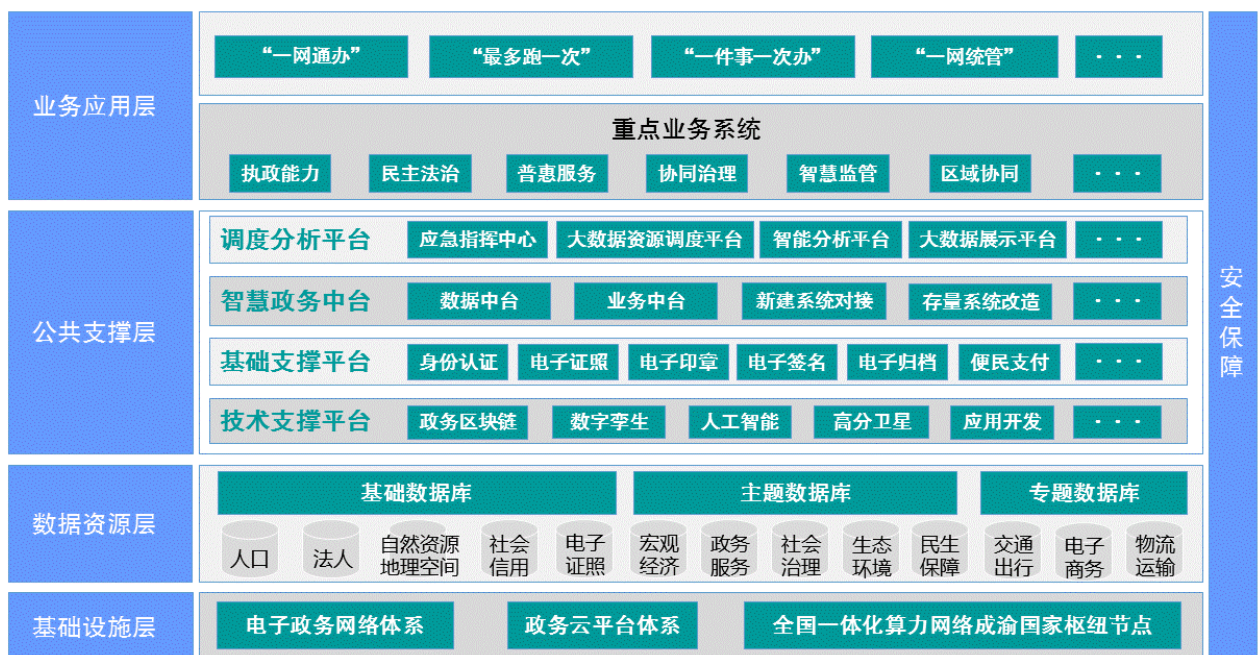 业务应用层
“一网通办” “最多跑一次” “一件事一次办” “一网统管” · · ·
重点业务系统
执政能力 民主法治 普惠服务 协同治理 智慧监管 区域协同 · · ·
公共支撑层
调度分析平台 应急指挥中心 大数据资源调度平台 智能分析平台 大数据展示平台 · · ·
智慧政务中台 数据中台 业务中台 新建系统对接 存量系统改造 · · ·
基础支撑平台 身份认证 电子证照 电子印章 电子签名 电子归档 便民支付 · · ·
技术支撑平台 政务区块链 数字孪生 人工智能 高分卫星 应用开发 · · ·
数据资源层
基础数据库 主题数据库 专题数据库
人口
法人
自然资源
地理空间
社会
信用
电子
证照
宏观
经济
政务
服务
社会
治理
生态
环境
民生
保障
交通
出行
电子
商务
物流
运输
基础设施层
电子政务网络体系 政务云平台体系 全国一体化算力网络成渝国家枢纽节点
安全保障